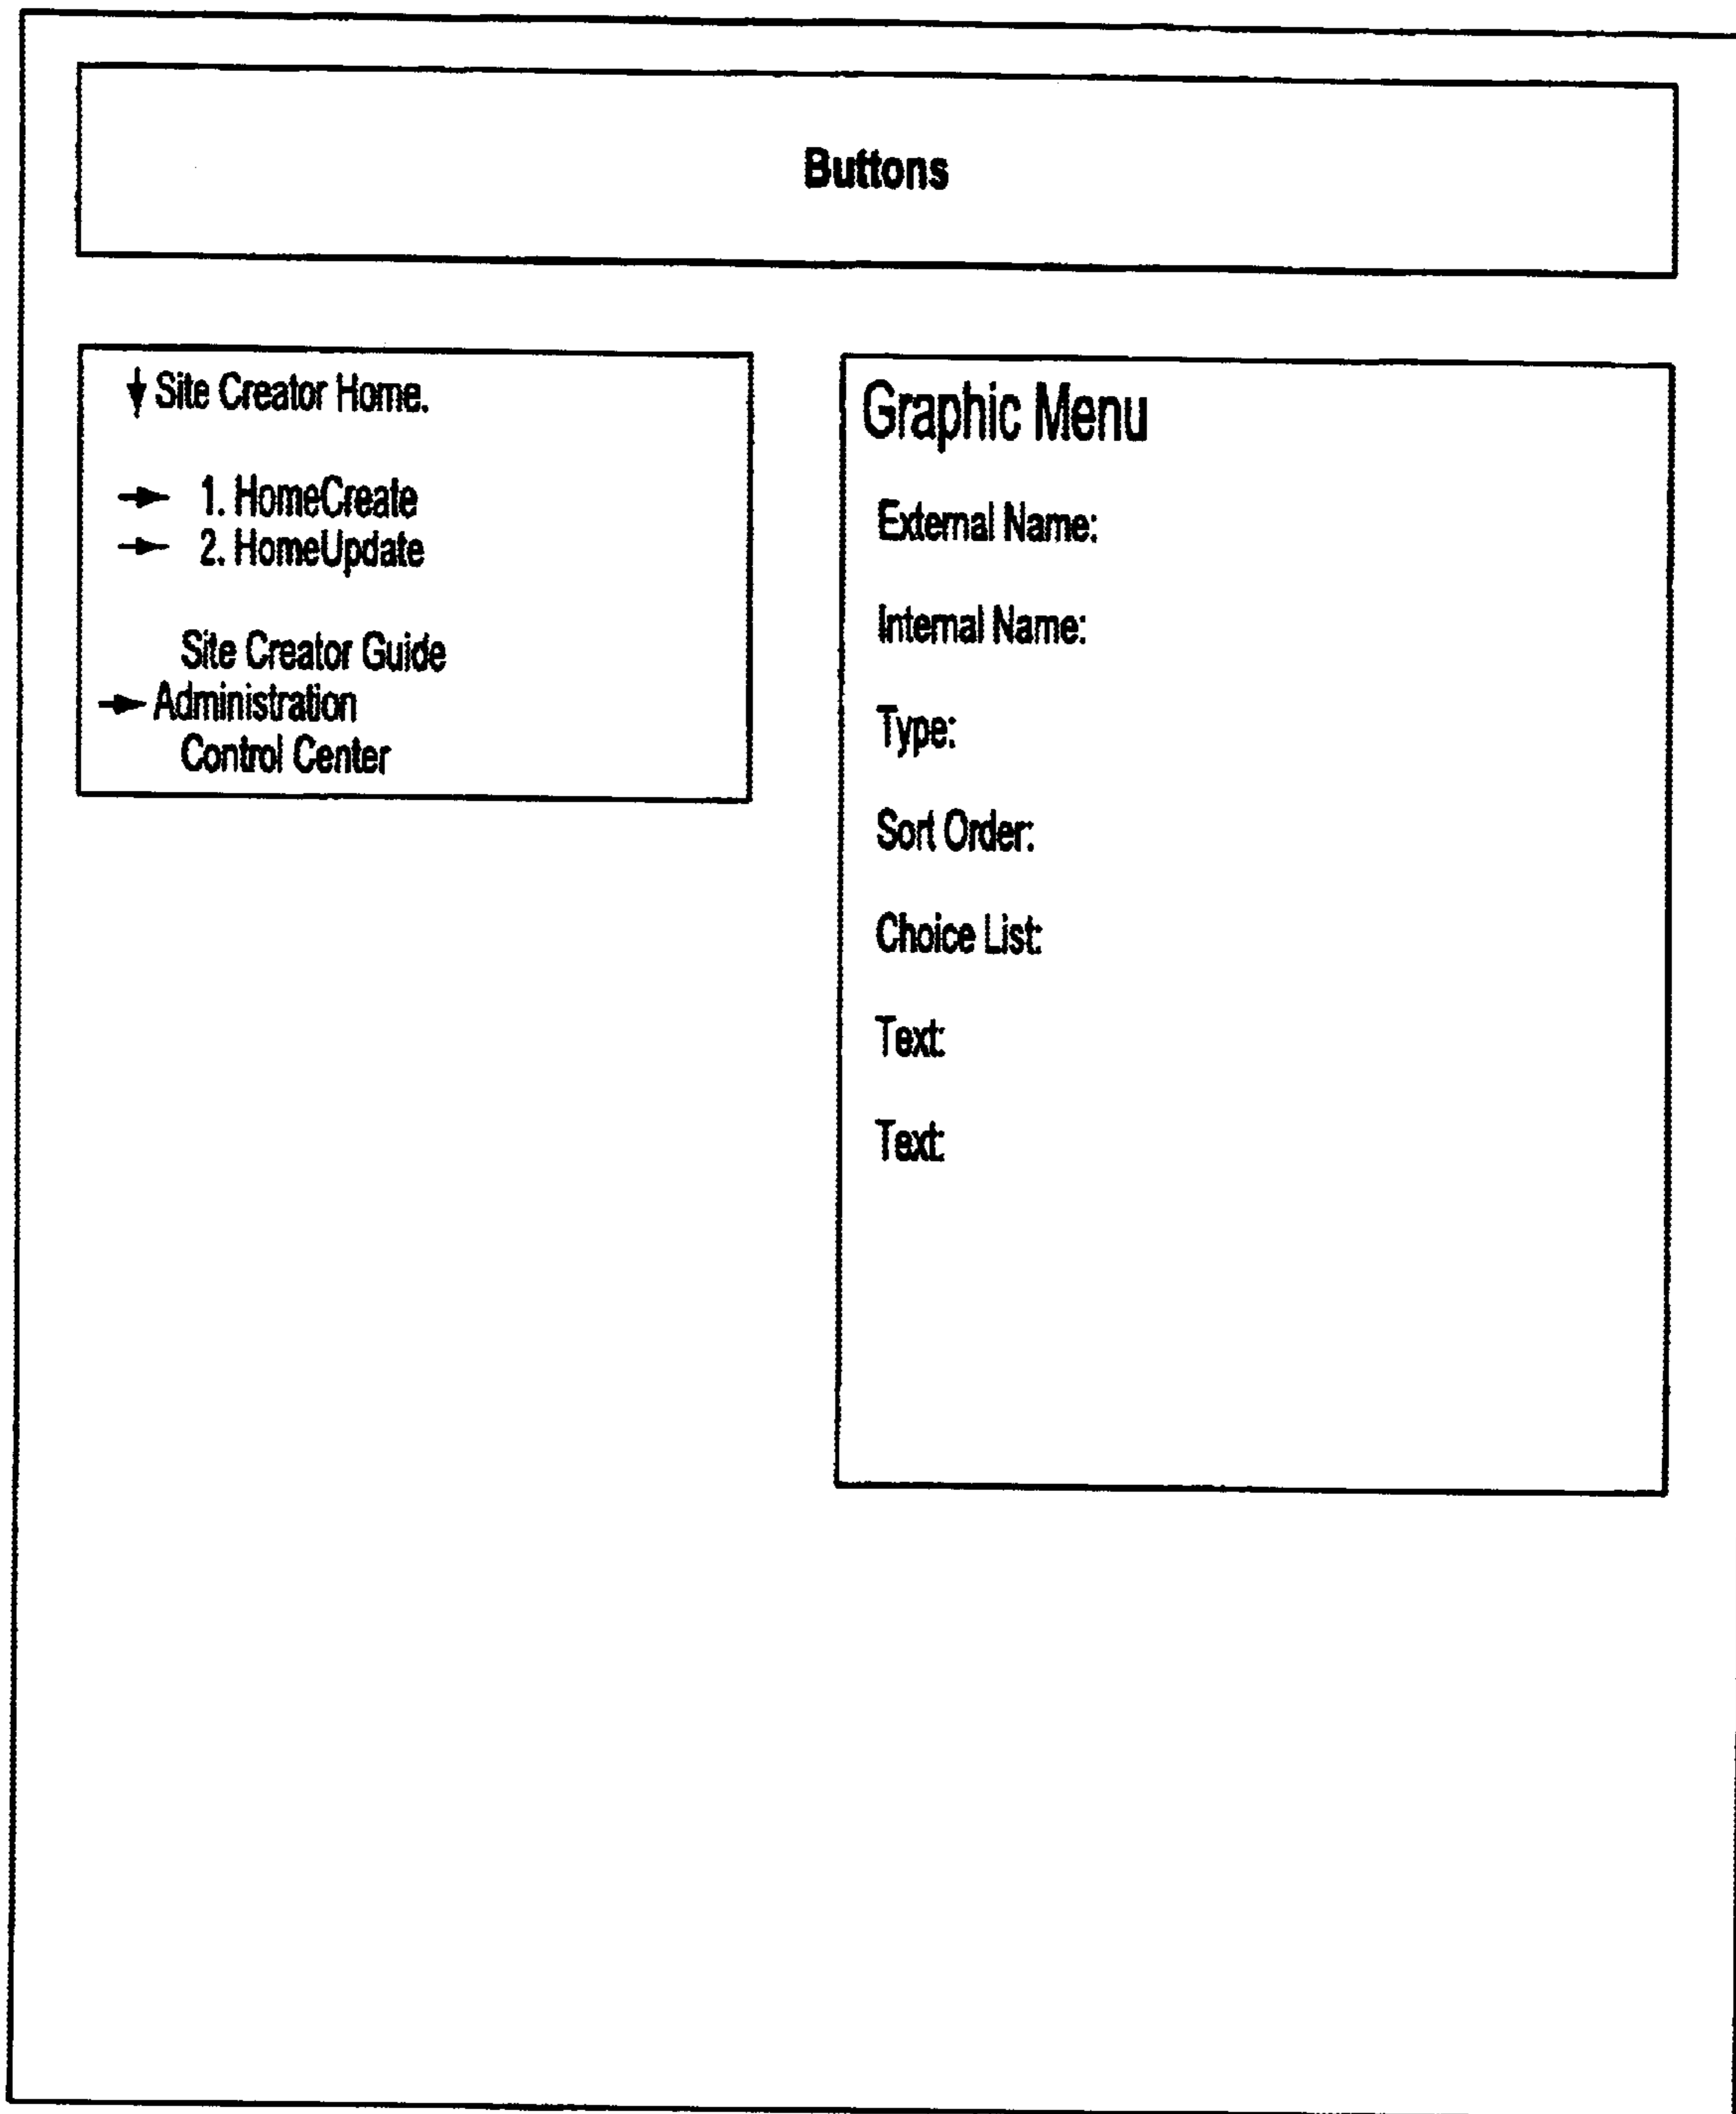 Buttons
Site Creator Home.
1. HomeCreate
2. HomeUpdate
Site Creator Guide
Administration
Control Center
Graphic Menu
External Name:
Internal Name:
Type:
Sort Order:
Choice List:
Text:
Text: